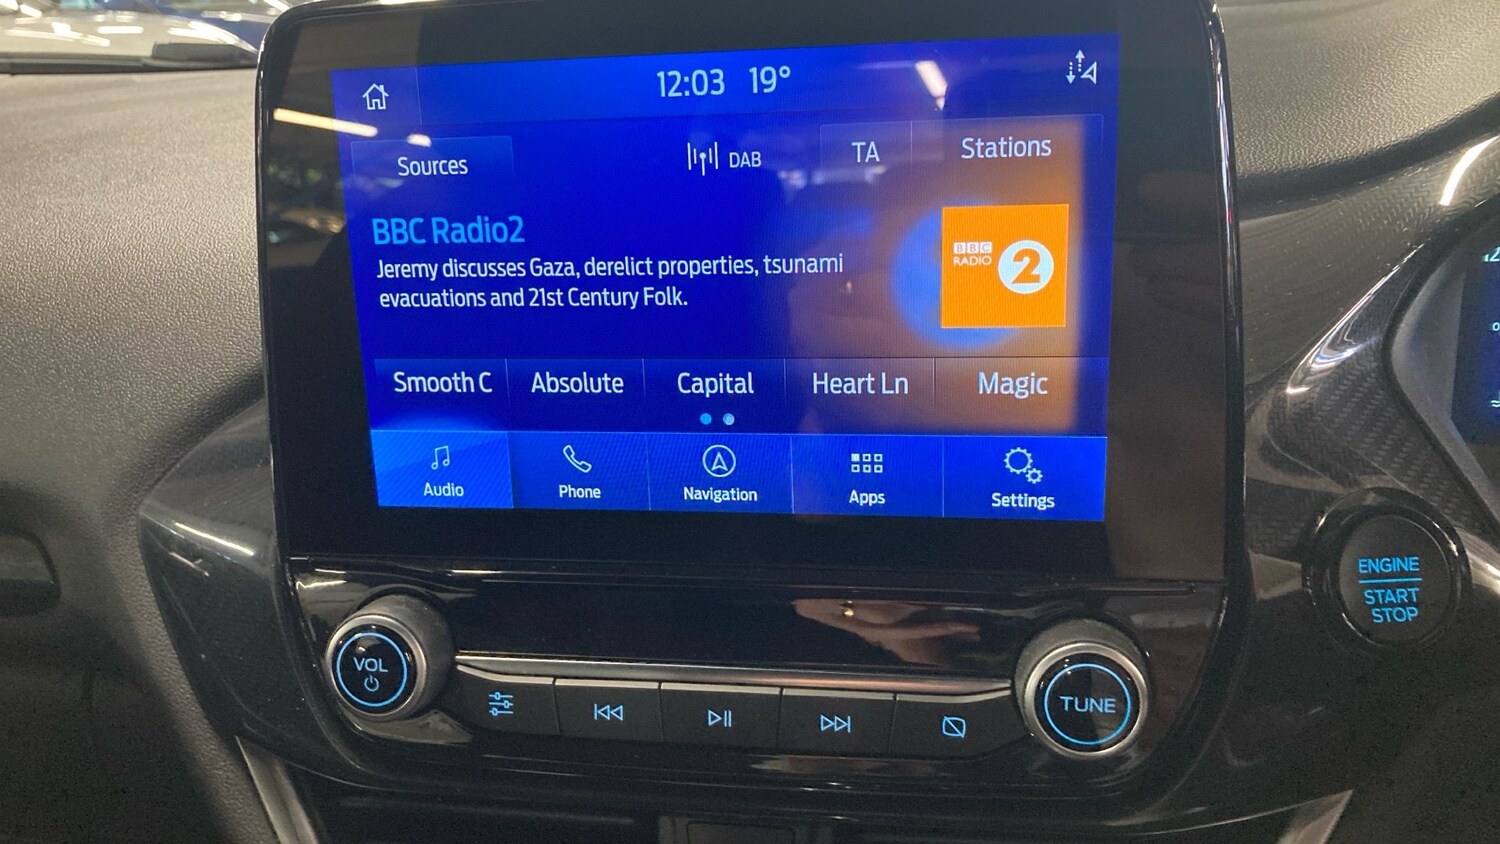 12:03 19°
Sources
DAB
TA
Stations
BBC Radio2
Jeremy discusses Gaza, derelict properties, tsunami
evacuations and 21st Century Folk.
BBC
RADIO
2
Smooth C
Absolute
Capital
Heart Ln
Magic
Audio
Phone
Navigation
Apps
Settings
VOL
TUNE
ENGINE
START
STOP